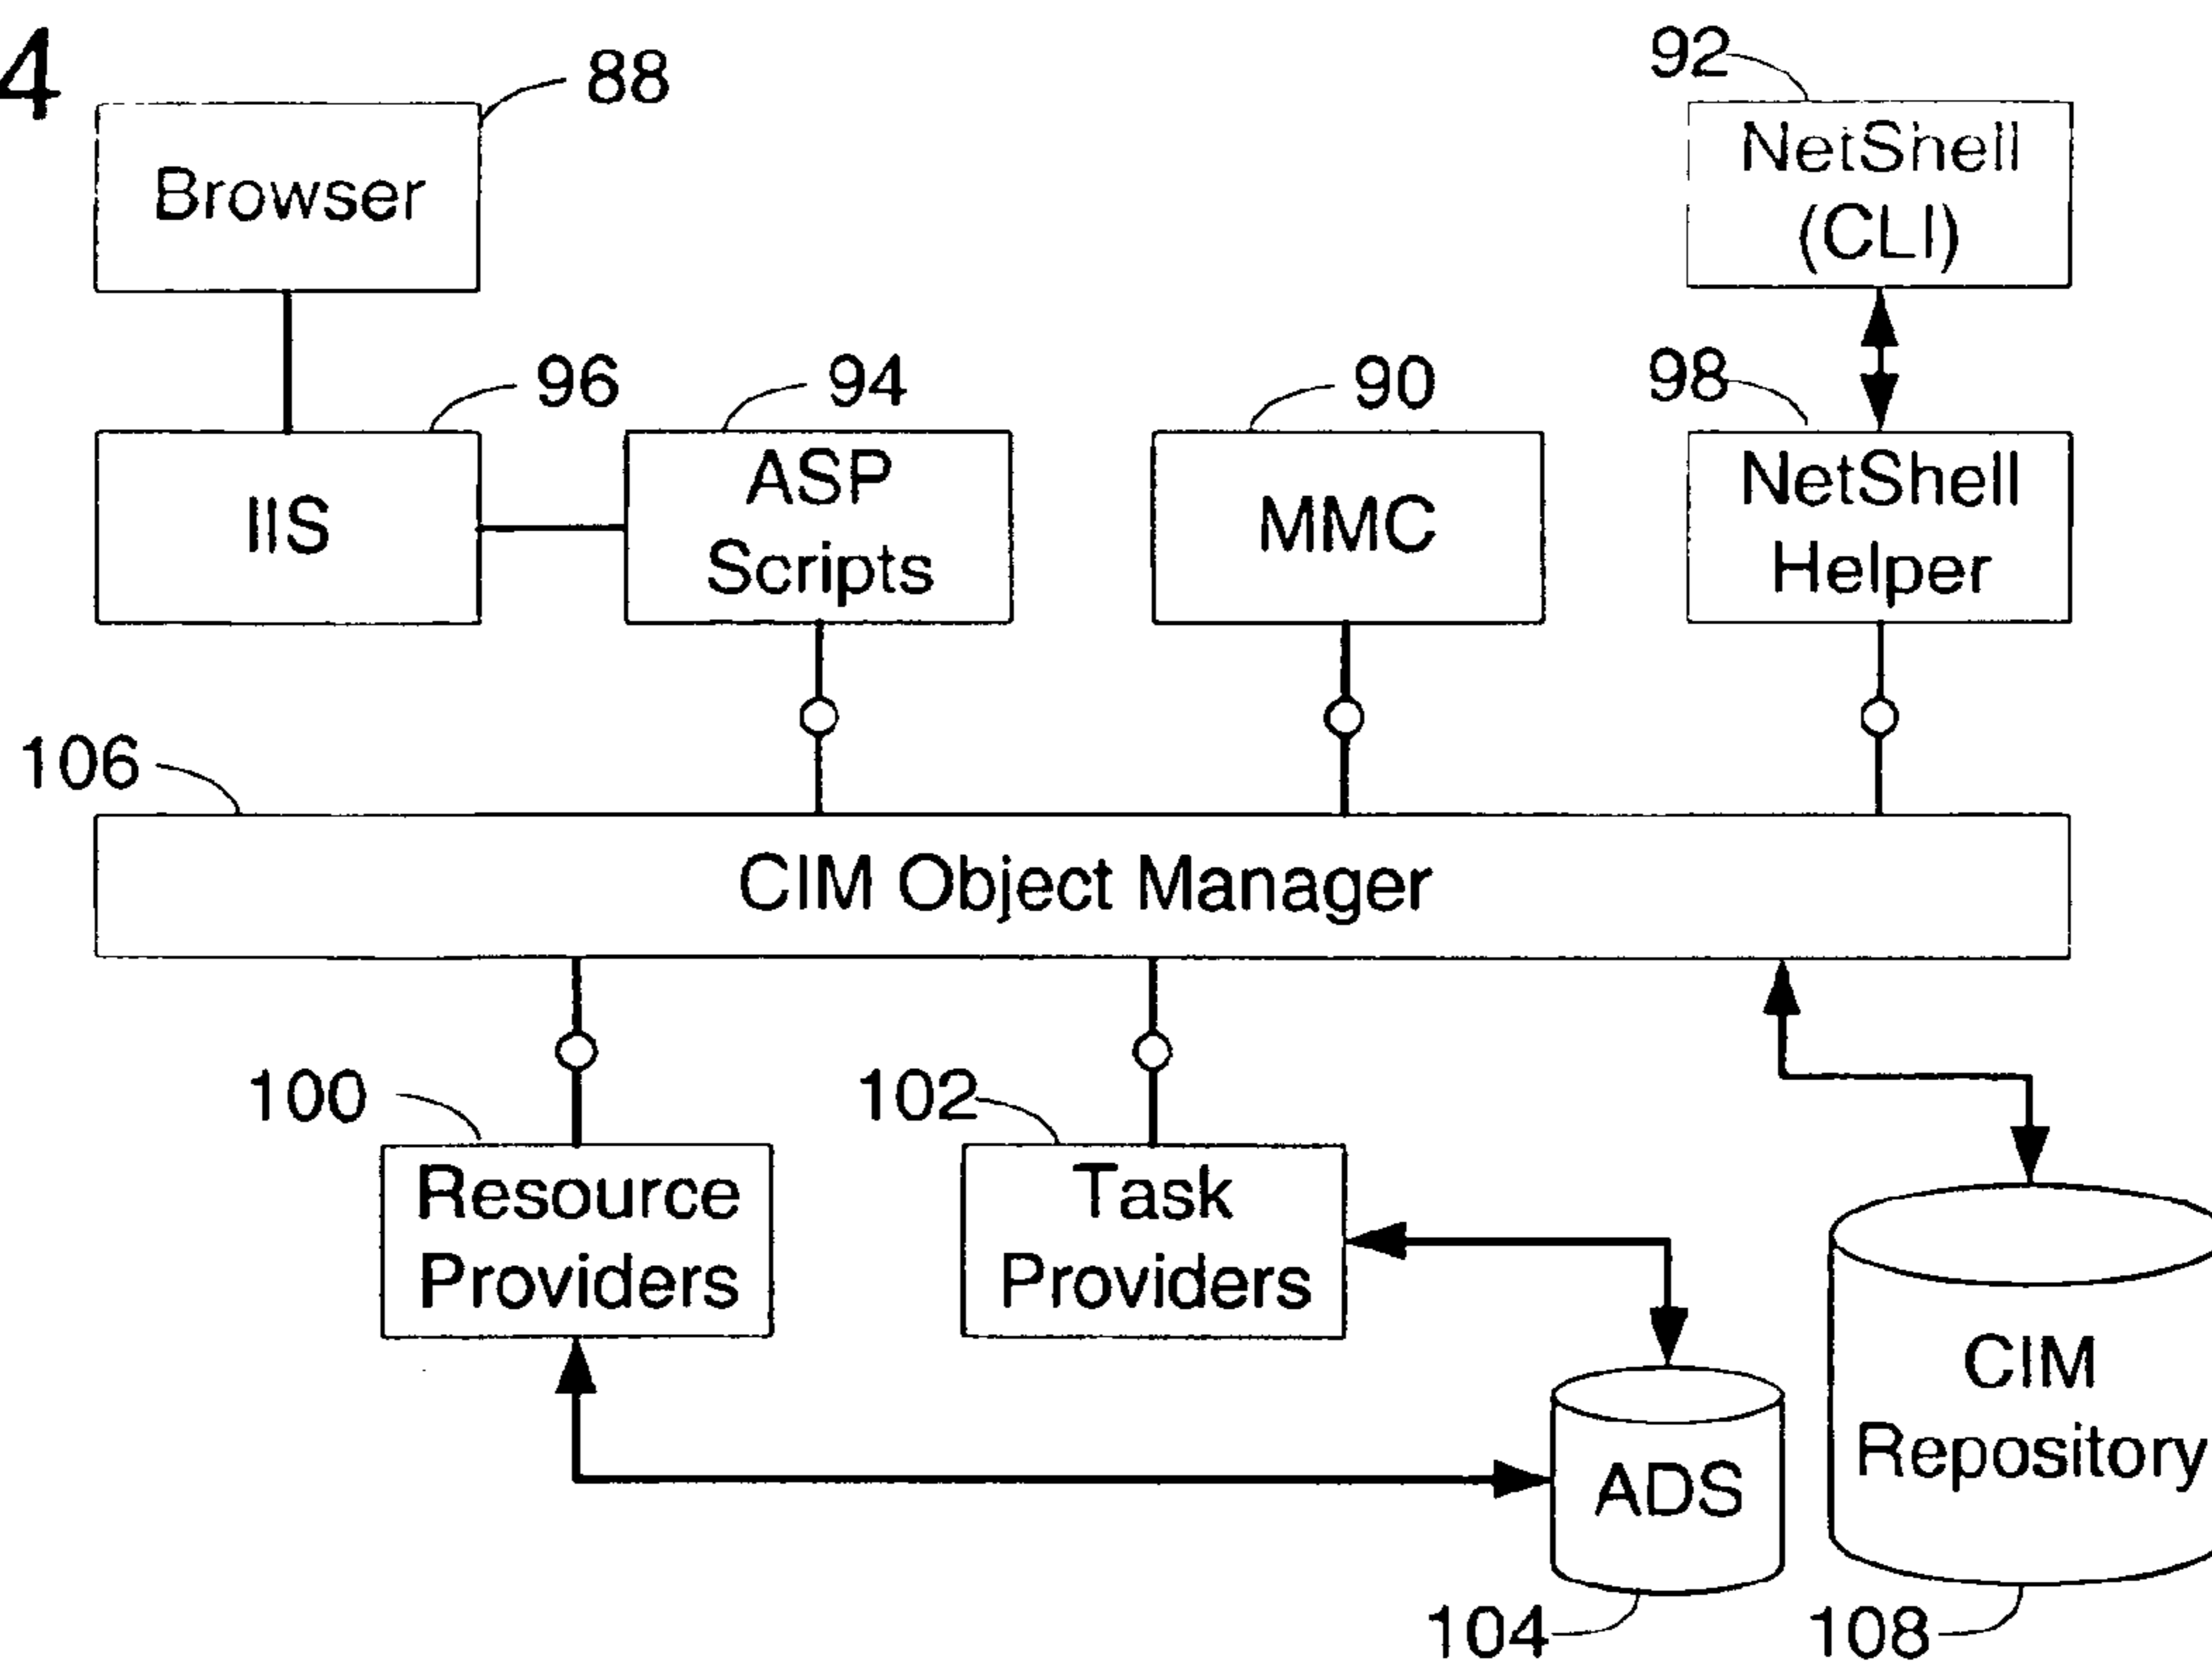 4
88
92
Browser
NetShell
(CLI)
96
94
90
98
IIS
ASP
Scripts
MMC
NetShell
Helper
106
CIM Object Manager
100
102
Resource
Providers
Task
Providers
CIM
Repository
ADS
104
108